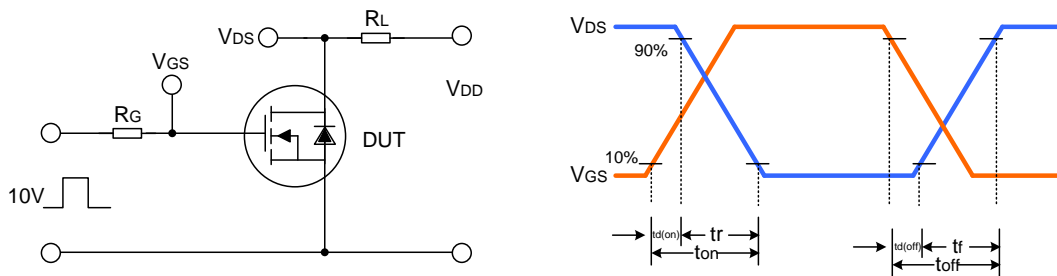 VDS
RL
VGS
VDD
RG
DUT
10V
VDS
90%
10%
VGS
td(on)
tr
ton
td(off)
tf
toff